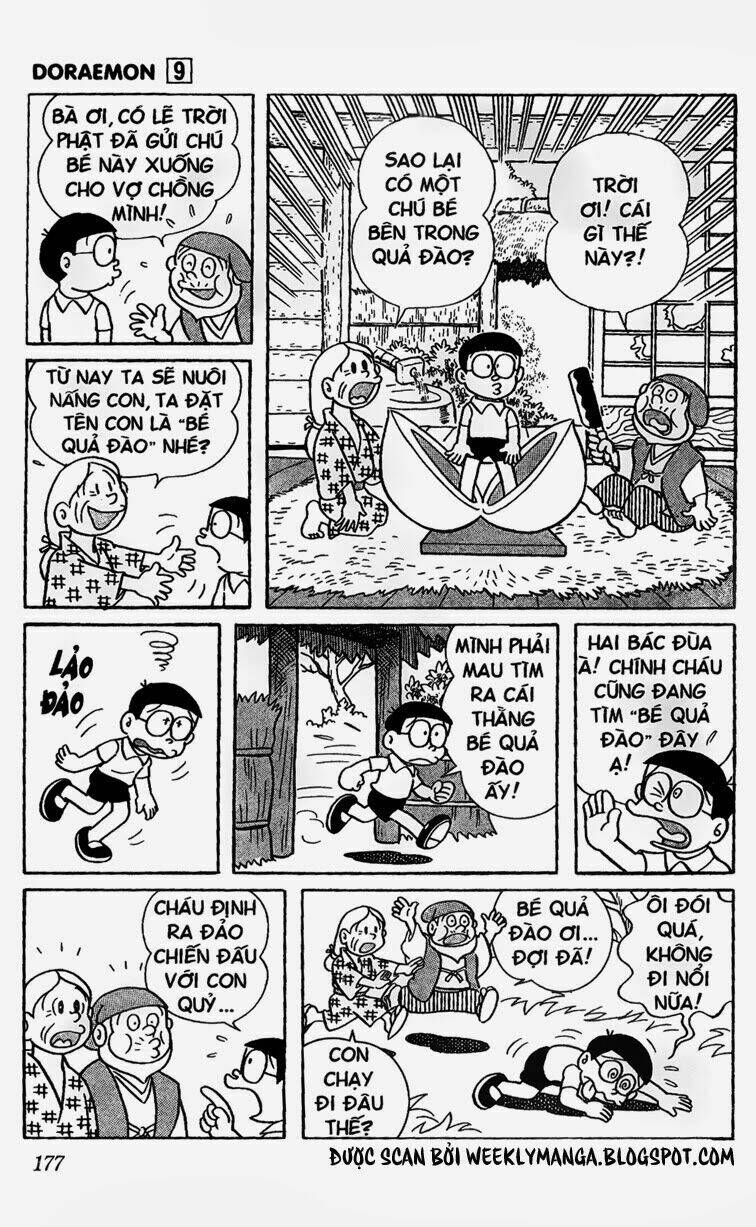 DORAEMON 9
TRỜI
ƠI! CÁI
GÌ THẾ
NÀY?!
SAO LẠI
CÓ MỘT
CHÚ BÉ
BÊN TRONG
QUẢ ĐÀO?
BÀ ƠI, CÓ LẼ TRỜI
PHẬT ĐÃ GỬI CHÚ
BÉ NÀY XUỐNG
CHO VỢ CHỒNG
MÌNH!
TỪ NAY TA SẼ NUÔI
NẤNG CON, TA ĐẶT
TÊN CON LÀ "BÉ
QUẢ ĐÀO" NHÉ?
HAI BÁC ĐÙA
À! CHÍNH CHÁU
CŨNG ĐANG
TÌM "BÉ QUẢ
ĐÀO" ĐÂY
Ạ!
MÌNH PHẢI
MAU TÌM
RA CÁI
THẰNG
BÉ QUẢ
ĐÀO
ẤY!
LẢO
ĐẢO
ÔI ĐÓI
QUÁ,
KHÔNG
ĐI NỔI
NỮA!
BÉ QUẢ
ĐÀO ƠI...
ĐỢI ĐÃ!
CON
CHẠY
ĐI ĐÂU
THẾ?
CHÁU ĐỊNH
RA ĐẢO
CHIẾN ĐẤU
VỚI CON
QUỶ...
177
ĐƯỢC SCAN BỞI WEEKLYMANGA.BLOGSPOT.COM